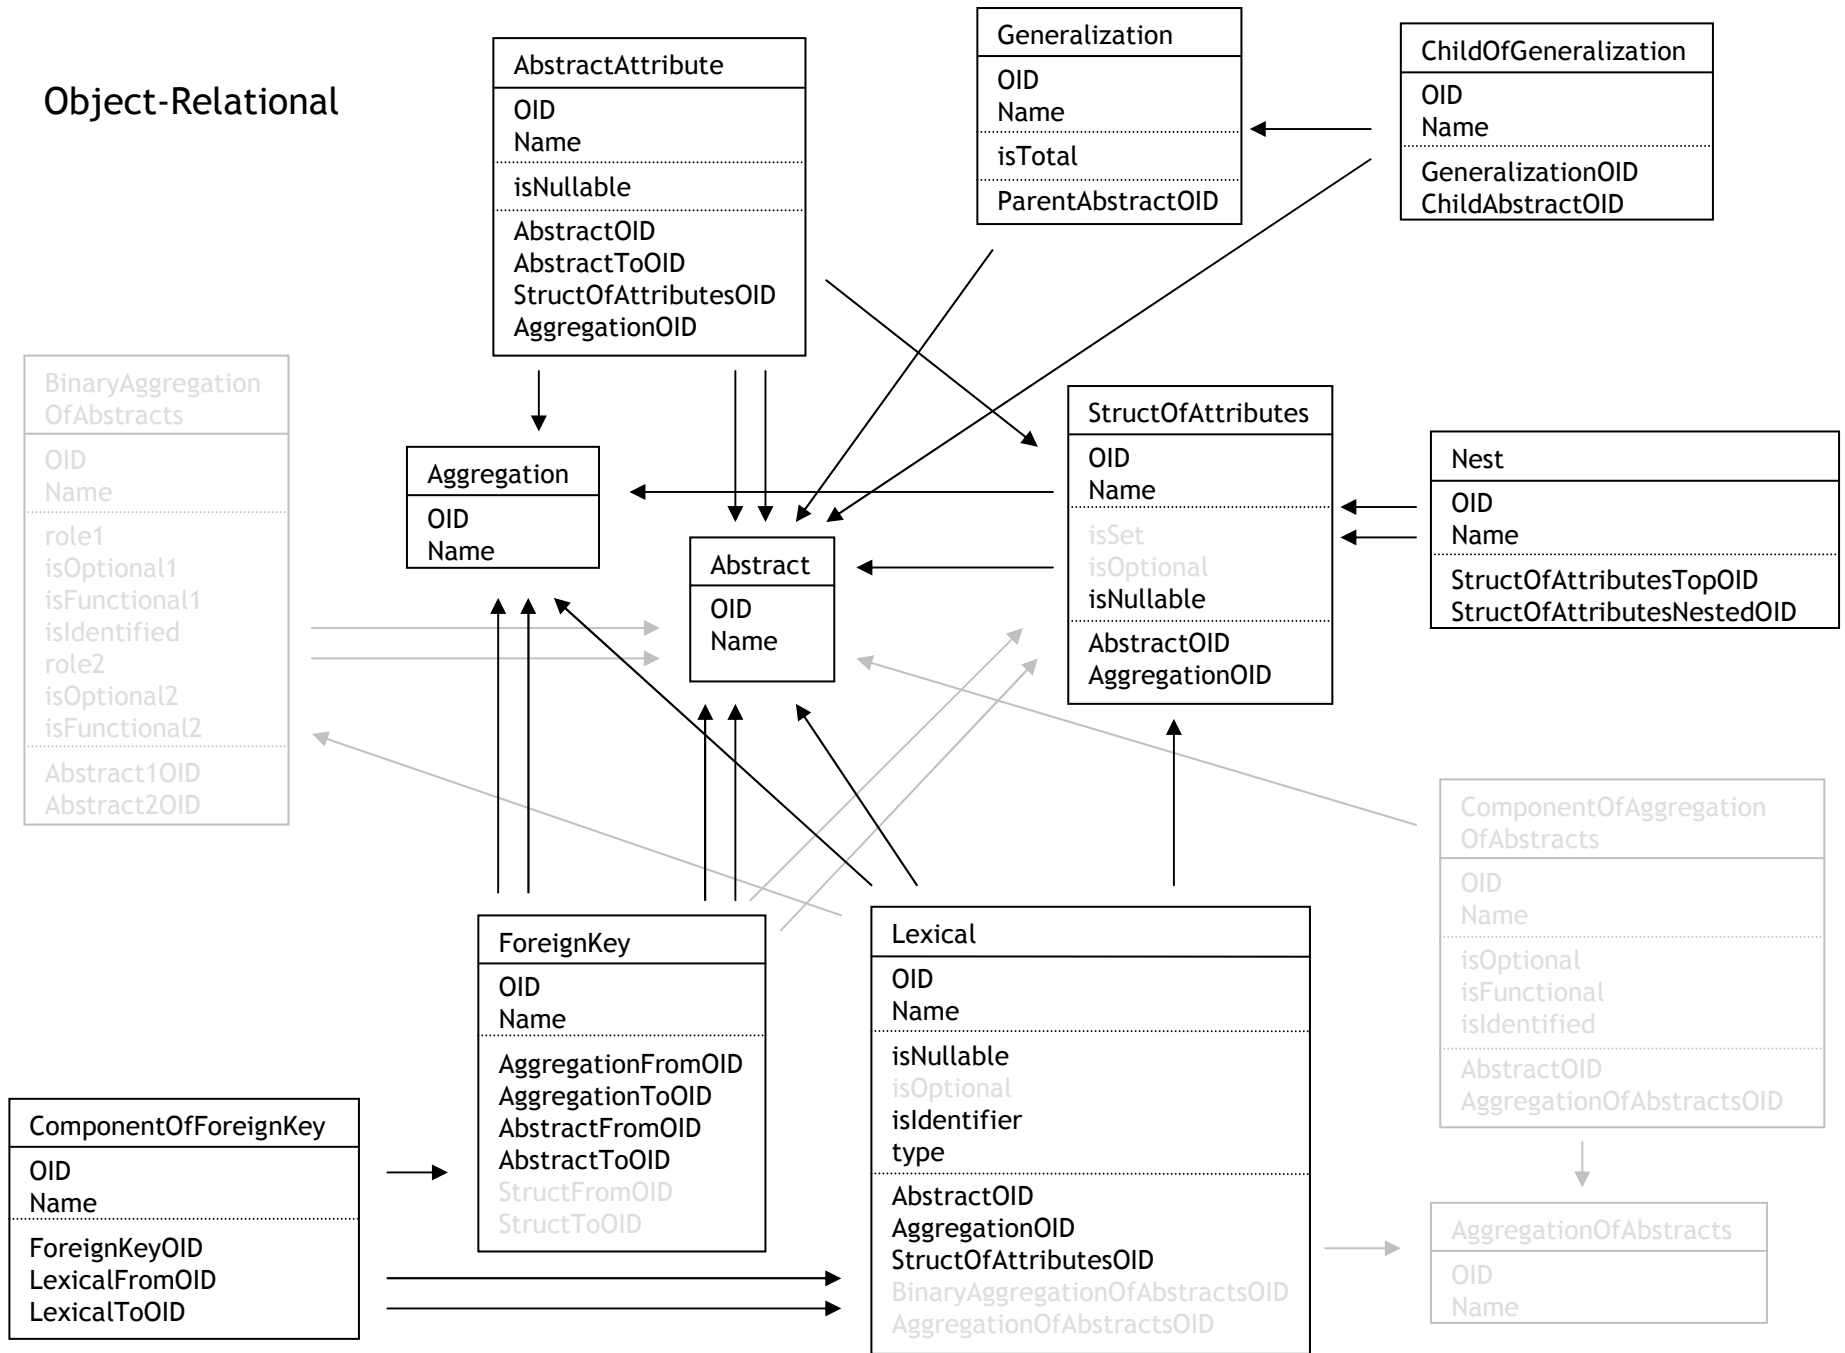 Object-Relational
AbstractAttribute
OID
Name
isNullable
AbstractOID
AbstractToOID
StructOfAttributesOID
AggregationOID
Generalization
OID
Name
isTotal
ParentAbstractOID
ChildOfGeneralization
OID
Name
GeneralizationOID
ChildAbstractOID
BinaryAggregation
OfAbstracts
OID
Name
role1
isOptional1
isFunctional1
isIdentified
role2
isOptional2
isFunctional2
Abstract1OID
Abstract2OID
Aggregation
OID
Name
Abstract
OID
Name
StructOfAttributes
OID
Name
isSet
isOptional
isNullable
AbstractOID
AggregationOID
Nest
OID
Name
StructOfAttributesTopOID
StructOfAttributesNestedOID
ComponentOfAggregation
OfAbstracts
OID
Name
isOptional
isFunctional
isIdentified
AbstractOID
AggregationOfAbstractsOID
ForeignKey
OID
Name
AggregationFromOID
AggregationToOID
AbstractFromOID
AbstractToOID
StructFromOID
StructToOID
Lexical
OID
Name
isNullable
isOptional
isIdentifier
type
AbstractOID
AggregationOID
StructOfAttributesOID
BinaryAggregationOfAbstractsOID
AggregationOfAbstractsOID
ComponentOfForeignKey
OID
Name
ForeignKeyOID
LexicalFromOID
LexicalToOID
AggregationOfAbstracts
OID
Name